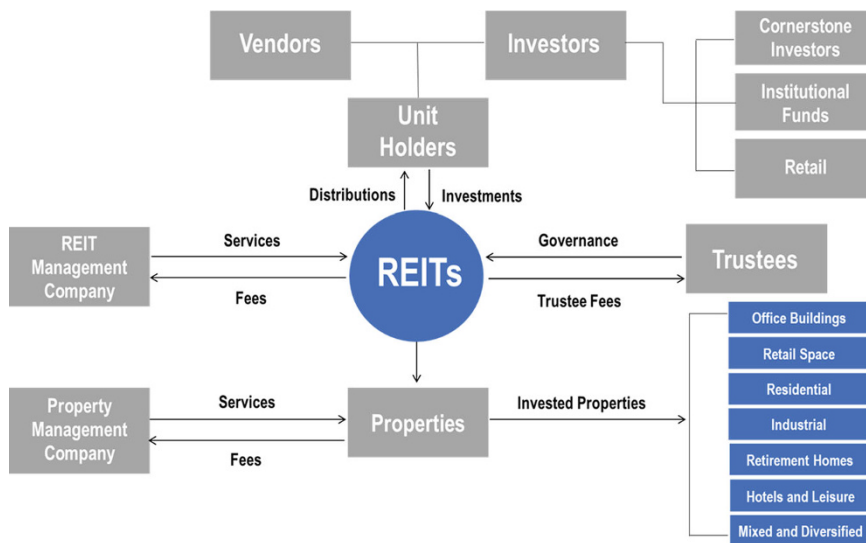 Vendors
Investors
Cornerstone
Investors
Institutional
Funds
Retail
Unit
Holders
Distributions
Investments
REIT
Management
Company
Services
Fees
REITs
Governance
Trustee Fees
Trustees
Property
Management
Company
Services
Fees
Properties
Invested Properties
Office Buildings
Retail Space
Residential
Industrial
Retirement Homes
Hotels and Leisure
Mixed and Diversified